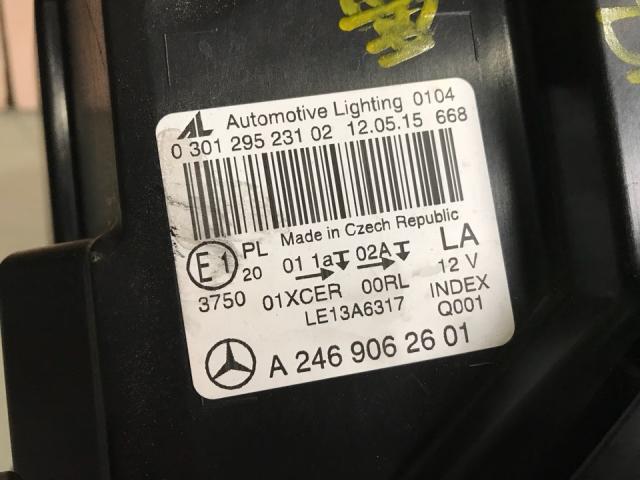 AL Automotive Lighting 0104
0 301 295 231 02 12.05.15 668
Made in Czech Republic
E1 PL 20 01 1a 02A LA
3750 01XCER 00RL 12 V
LE13A6317 INDEX
Q001
A 246 906 26 01